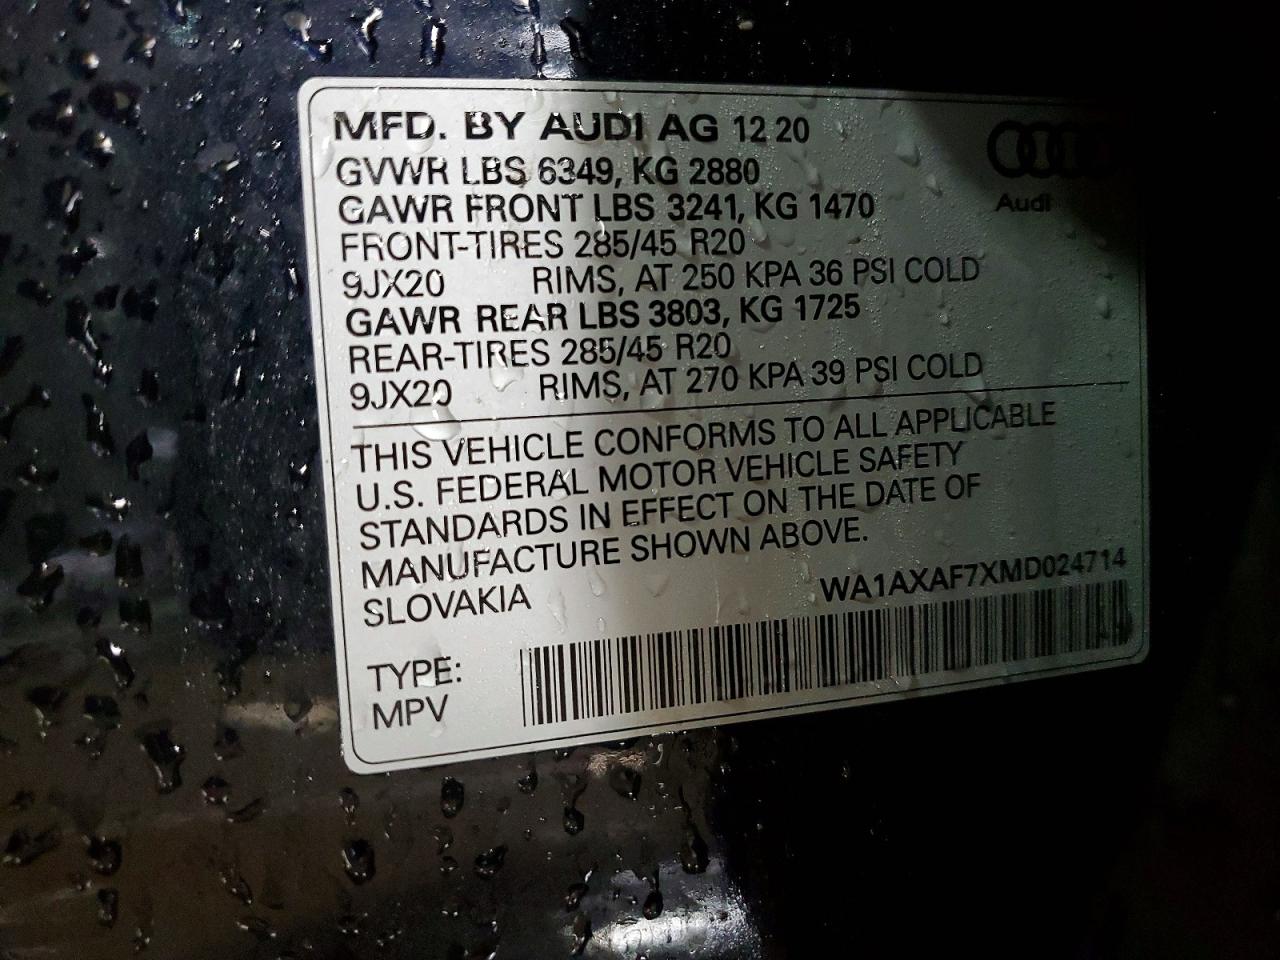 MFD. BY AUDI AG 12 20
GVWR LBS 6349, KG 2880
GAWR FRONT LBS 3241, KG 1470
FRONT-TIRES 285/45 R20
9JX20 RIMS, AT 250 KPA 36 PSI COLD
GAWR REAR LBS 3803, KG 1725
REAR-TIRES 285/45 R20
9JX20 RIMS, AT 270 KPA 39 PSI COLD
Audi
THIS VEHICLE CONFORMS TO ALL APPLICABLE
U.S. FEDERAL MOTOR VEHICLE SAFETY
STANDARDS IN EFFECT ON THE DATE OF
MANUFACTURE SHOWN ABOVE.
SLOVAKIA WA1AXAF7XMD024714
TYPE:
MPV